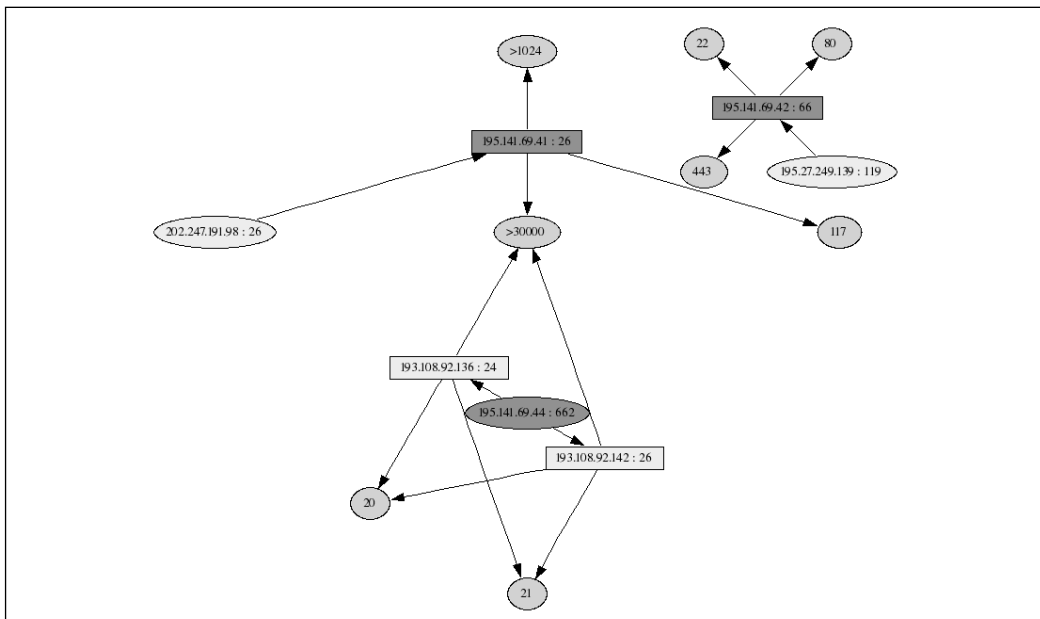 22
80
>1024
195.141.69.42 : 66
195.141.69.41 : 26
443
195.27.249.139 : 119
202.247.191.98 : 26
>30000
117
193.108.92.136 : 24
195.141.69.44 : 662
193.108.92.142 : 26
20
21